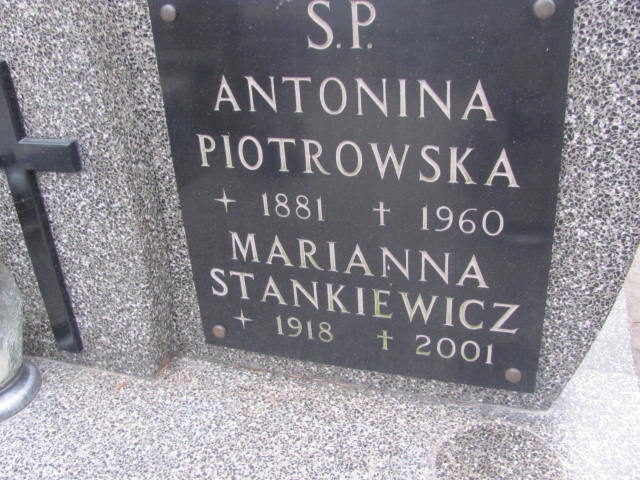 S.P.
ANTONINA
PIOTROWSKA
✧ 1881 † 1960
MARIANNA
STANKIEWICZ
✧ 1918 † 2001